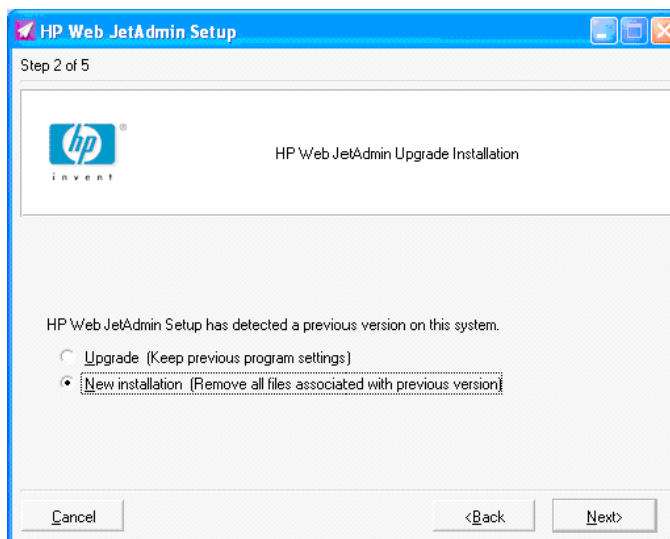 HP Web JetAdmin Setup
Step 2 of 5
hp
®
invent
HP Web JetAdmin Upgrade Installation
HP Web JetAdmin Setup has detected a previous version on this system.
Upgrade (Keep previous program settings)
New installation (Remove all files associated with previous version)
Cancel
<Back
Next>